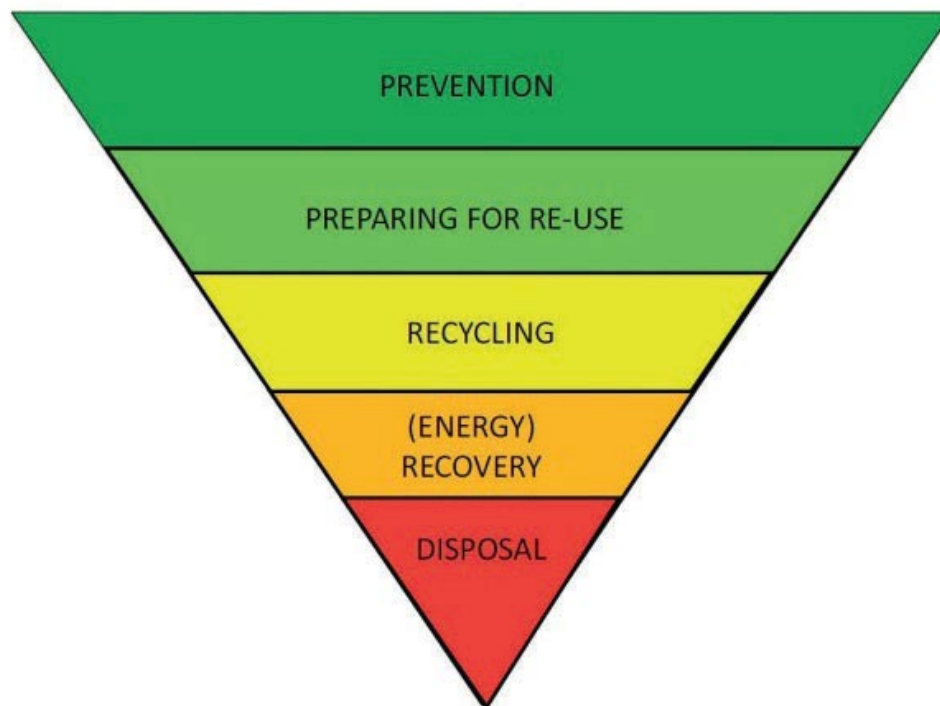 PREVENTION
PREPARING FOR RE-USE
RECYCLING
(ENERGY)
RECOVERY
DISPOSAL